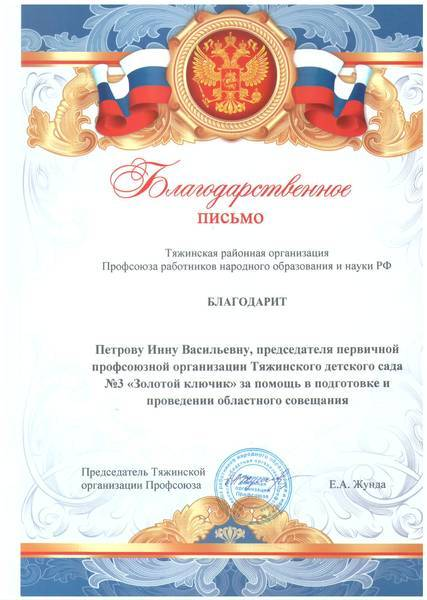 Благодарственное
ПИСЬМО
Тяжинская районная организация
Профсоюза работников народного образования и науки РФ
БЛАГОДАРИТ
Петрову Инну Васильевну, председателя первичной
профсоюзной организации Тяжинского детского сада
№3 «Золотой ключик» за помощь в подготовке и
проведении областного совещания
Председатель Тяжинской
организации Профсоюза
Е.А. Жунда